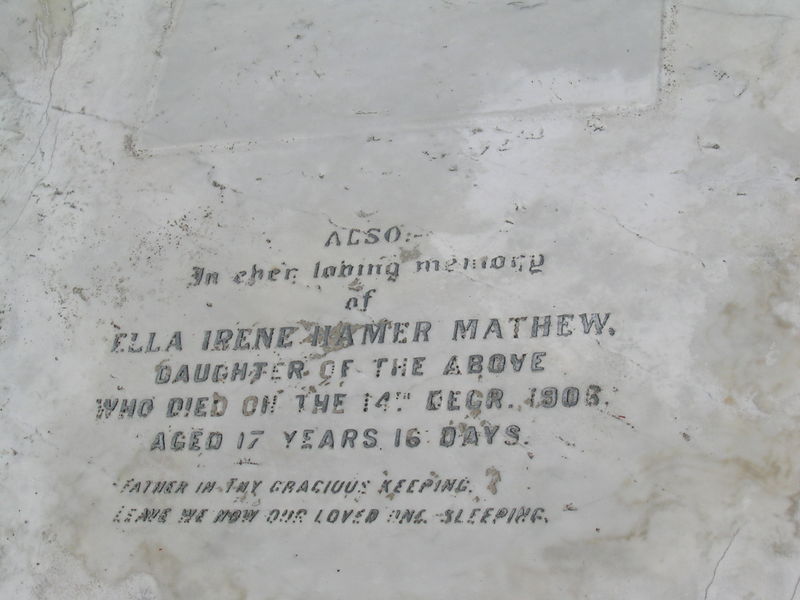 ALSO:-
In ever loving memory
of
ELLA IRENE HAMER MATHEW.
DAUGHTER OF THE ABOVE
WHO DIED ON THE 14TH DECR. 1906.
AGED 17 YEARS 16 DAYS.
FATHER IN THY GRACIOUS KEEPING.
LEAVE WE NOW OUR LOVED ONE SLEEPING.